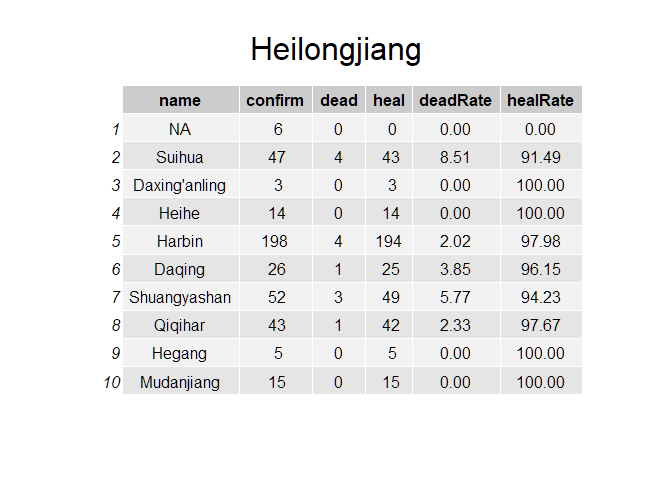 Heilongjiang
name confirm dead heal deadRate healRate
1 NA 6 0 0 0.00 0.00
2 Suihua 47 4 43 8.51 91.49
3 Daxing'anling 3 0 3 0.00 100.00
4 Heihe 14 0 14 0.00 100.00
5 Harbin 198 4 194 2.02 97.98
6 Daqing 26 1 25 3.85 96.15
7 Shuangyashan 52 3 49 5.77 94.23
8 Qiqihar 43 1 42 2.33 97.67
9 Hegang 5 0 5 0.00 100.00
10 Mudanjiang 15 0 15 0.00 100.00